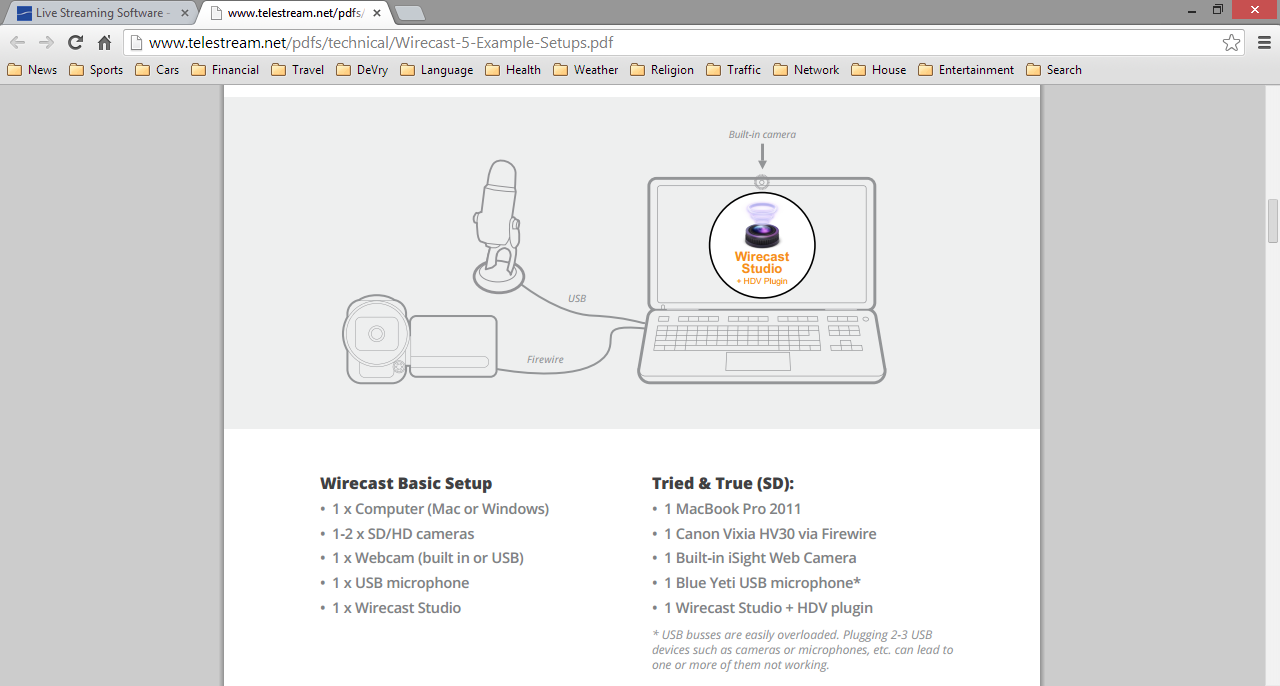 Live Streaming Software -
www.telestream.net/pdfs/
www.telestream.net/pdfs/technical/Wirecast-5-Example-Setups.pdf
News Sports Cars Financial Travel DeVry Language Health Weather Religion Traffic Network House Entertainment Search
Built-in camera
Wirecast
Studio
+ HDV Plugin
USB
Firewire
Wirecast Basic Setup
• 1 x Computer (Mac or Windows)
• 1-2 x SD/HD cameras
• 1 x Webcam (built in or USB)
• 1 x USB microphone
• 1 x Wirecast Studio
Tried & True (SD):
• 1 MacBook Pro 2011
• 1 Canon Vixia HV30 via Firewire
• 1 Built-in iSight Web Camera
• 1 Blue Yeti USB microphone*
• 1 Wirecast Studio + HDV plugin
* USB busses are easily overloaded. Plugging 2-3 USB
devices such as cameras or microphones, etc. can lead to
one or more of them not working.